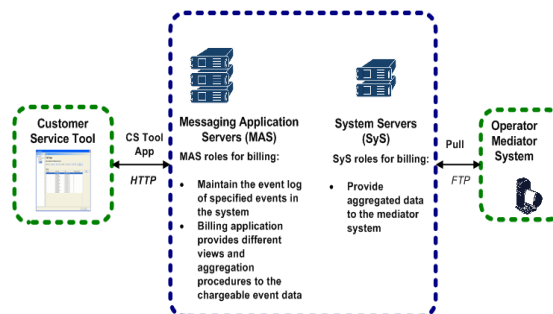 Customer
Service Tool
CS Tool
App
HTTP
Messaging Application
Servers (MAS)
MAS roles for billing:
• Maintain the event log
of specified events in
the system
• Billing application
provides different
views and
aggregation
procedures to the
chargeable event data
System Servers
(SyS)
SyS roles for billing:
• Provide
aggregated data
to the mediator
system
Pull
FTP
Operator
Mediator
System